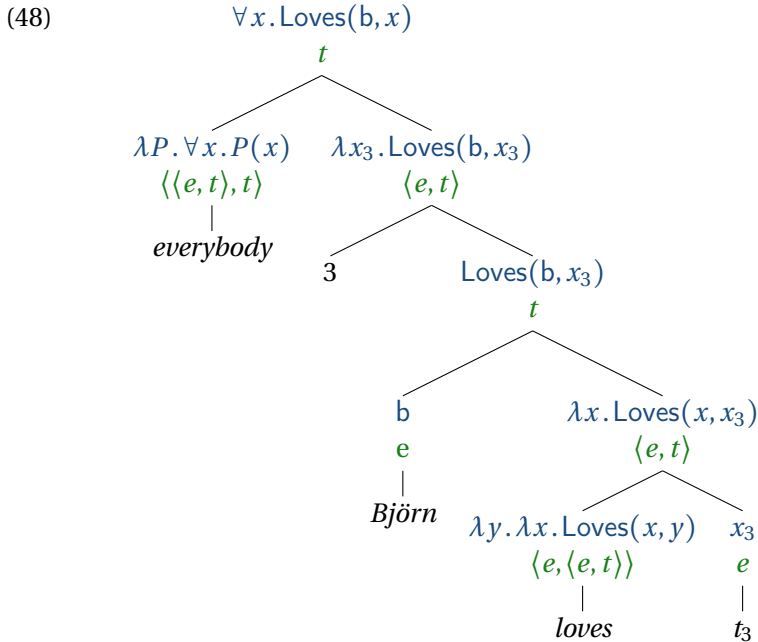 (48)
∀x.Loves(b, x)
t
λP.∀x.P(x) λx₃.Loves(b, x₃)
⟨⟨e, t⟩, t⟩ ⟨e, t⟩
everybody
3 Loves(b, x₃)
t
b λx.Loves(x, x₃)
e ⟨e, t⟩
Björn
λy.λx.Loves(x, y) x₃
⟨e, ⟨e, t⟩⟩ e
loves t₃